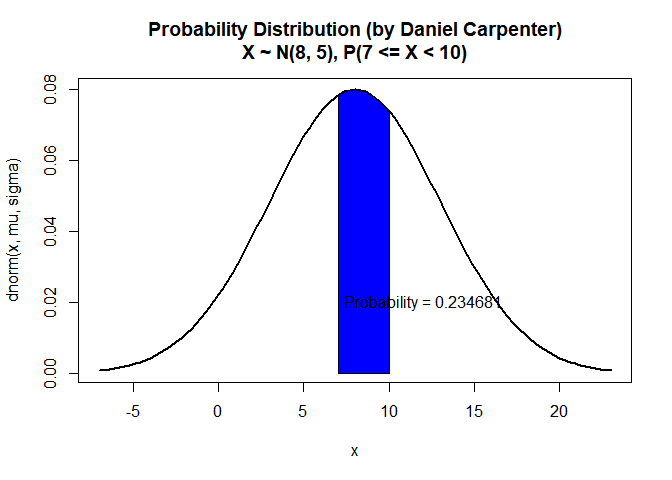 Probability Distribution (by Daniel Carpenter)
X ~ N(8, 5), P(7 <= X < 10)
dnorm(x, mu, sigma)
0.08
0.06
0.04
0.02
0.00
Probability = 0.234681
-5 0 5 10 15 20
x